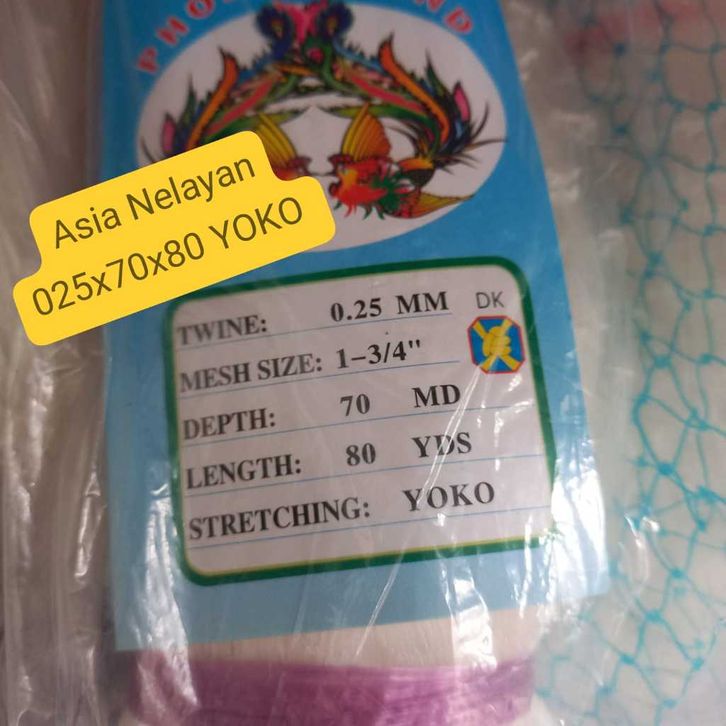 Asia Nelayan
025x70x80 YOKO
TWINE: 0.25 MM DK
MESH SIZE: 1-3/4"
DEPTH: 70 MD
LENGTH: 80 YDS
STRETCHING: YOKO